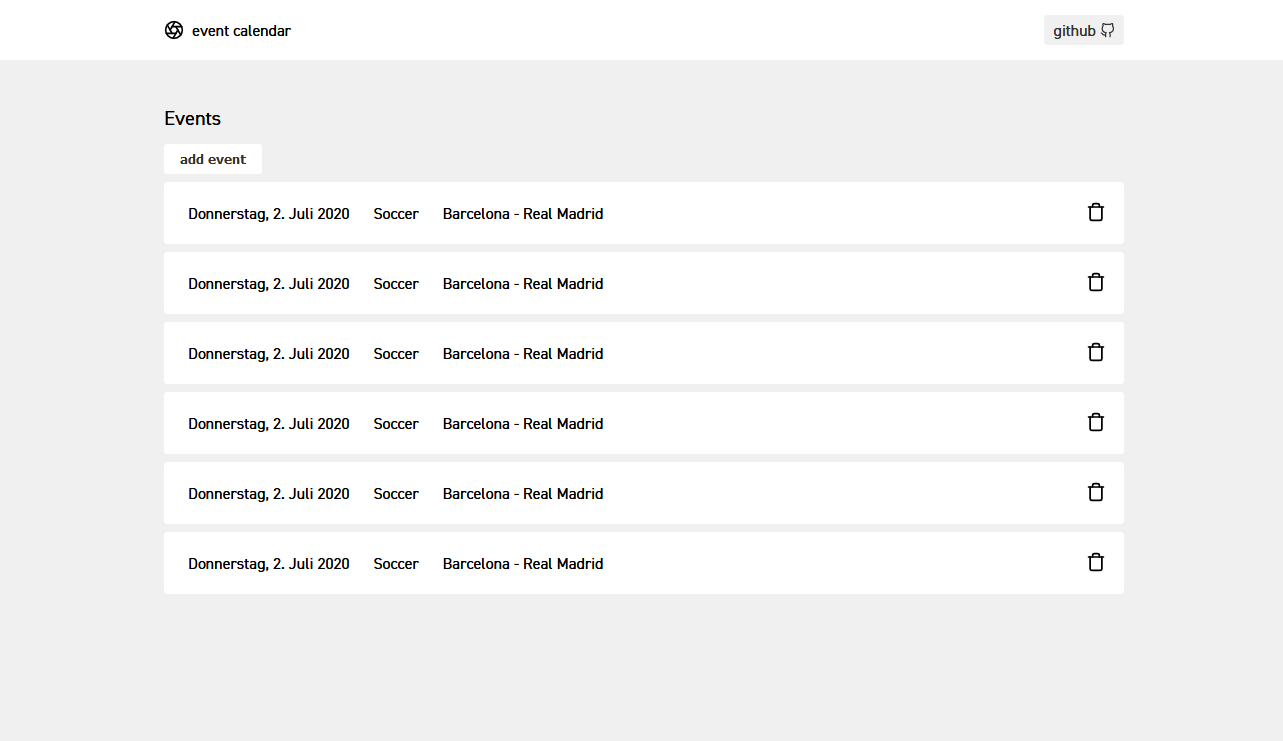 event calendar
github
Events
add event
Donnerstag, 2. Juli 2020 Soccer Barcelona - Real Madrid
Donnerstag, 2. Juli 2020 Soccer Barcelona - Real Madrid
Donnerstag, 2. Juli 2020 Soccer Barcelona - Real Madrid
Donnerstag, 2. Juli 2020 Soccer Barcelona - Real Madrid
Donnerstag, 2. Juli 2020 Soccer Barcelona - Real Madrid
Donnerstag, 2. Juli 2020 Soccer Barcelona - Real Madrid